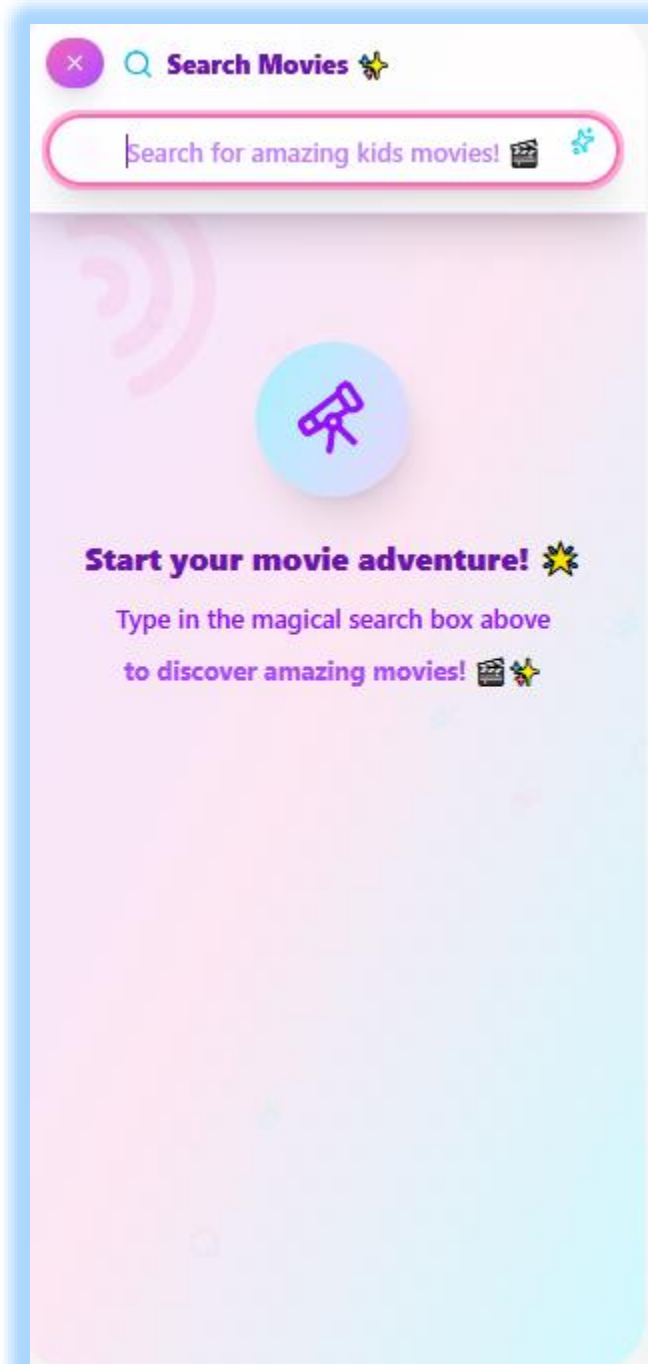 Search Movies ✨
Search for amazing kids movies! 🎬
Start your movie adventure! 🌟
Type in the magical search box above
to discover amazing movies! 🎬✨